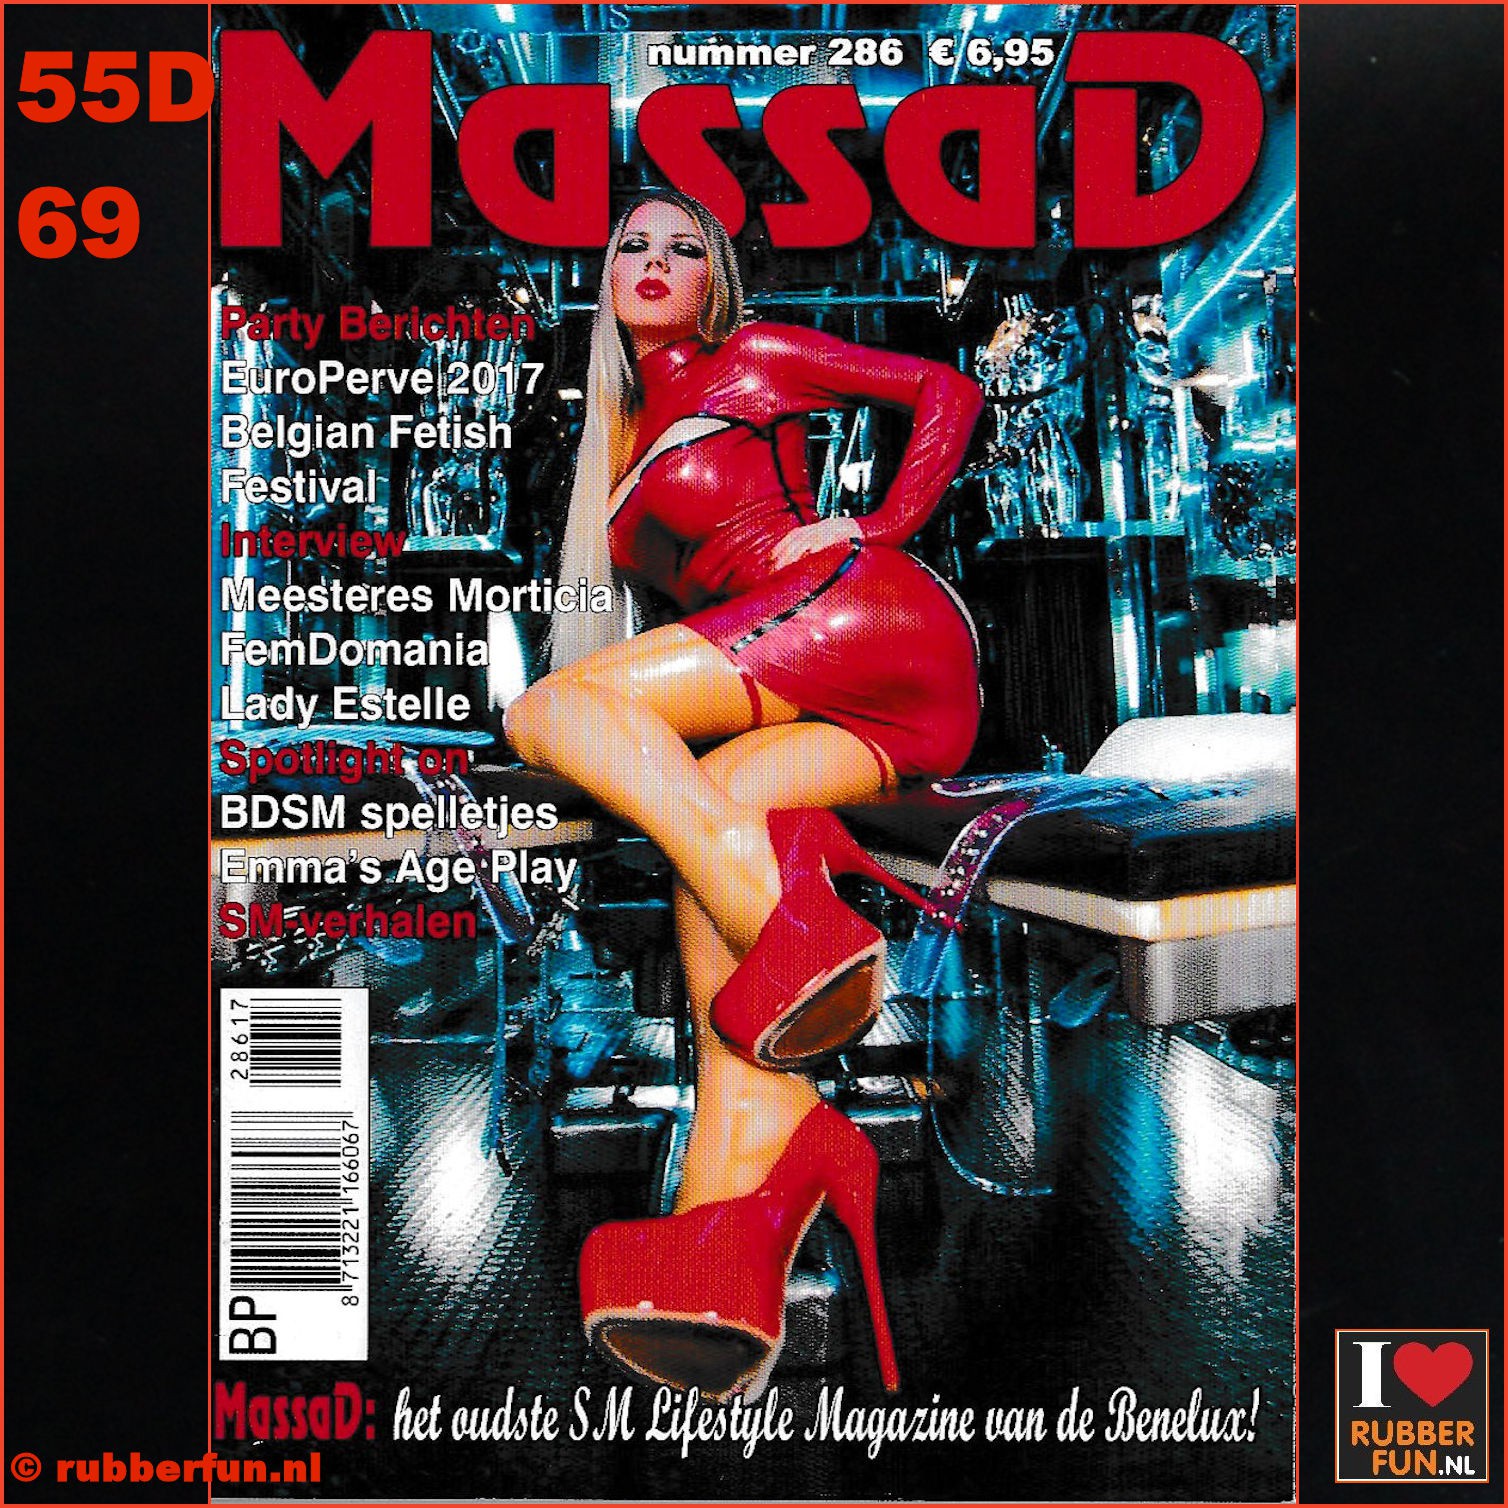 55D
69
nummer 286 € 6,95
MassaD
Party Berichten
EuroPerve 2017
Belgian Fetish
Festival
Interview
Meesteres Morticia
FemDomania
Lady Estelle
Spotlight on
BDSM spelletjes
Emma's Age Play
SM-verhalen
28617
8 713221 166067
BP
MassaD: het oudste SM Lifestyle Magazine van de Benelux!
© rubberfun.nl
I
RUBBER
FUN.NL